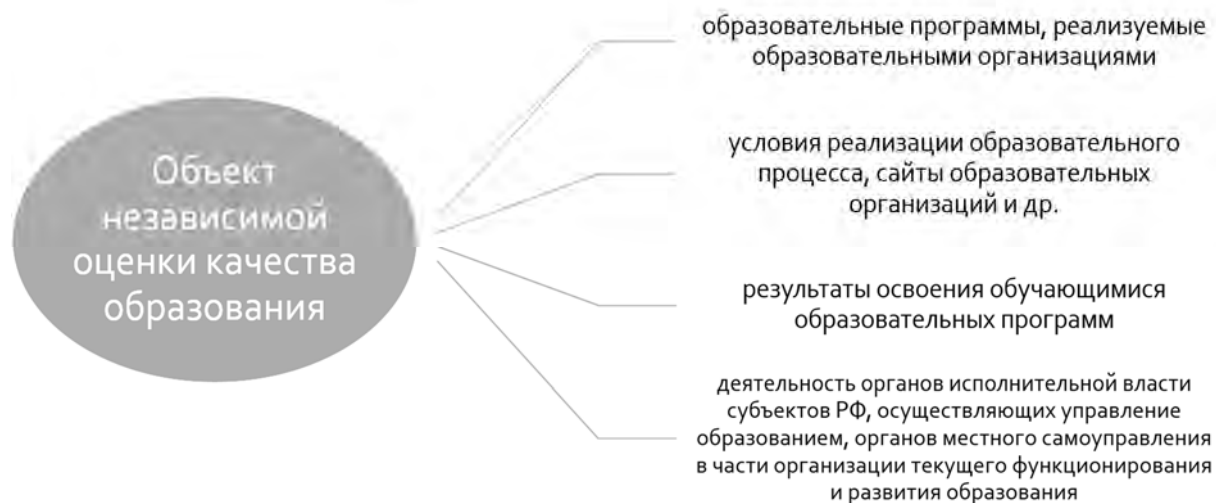 Объект
независимой
оценки качества
образования
образовательные программы, реализуемые
образовательными организациями
условия реализации образовательного
процесса, сайты образовательных
организаций и др.
результаты освоения обучающимися
образовательных программ
деятельность органов исполнительной власти
субъектов РФ, осуществляющих управление
образованием, органов местного самоуправления
в части организации текущего функционирования
и развития образования